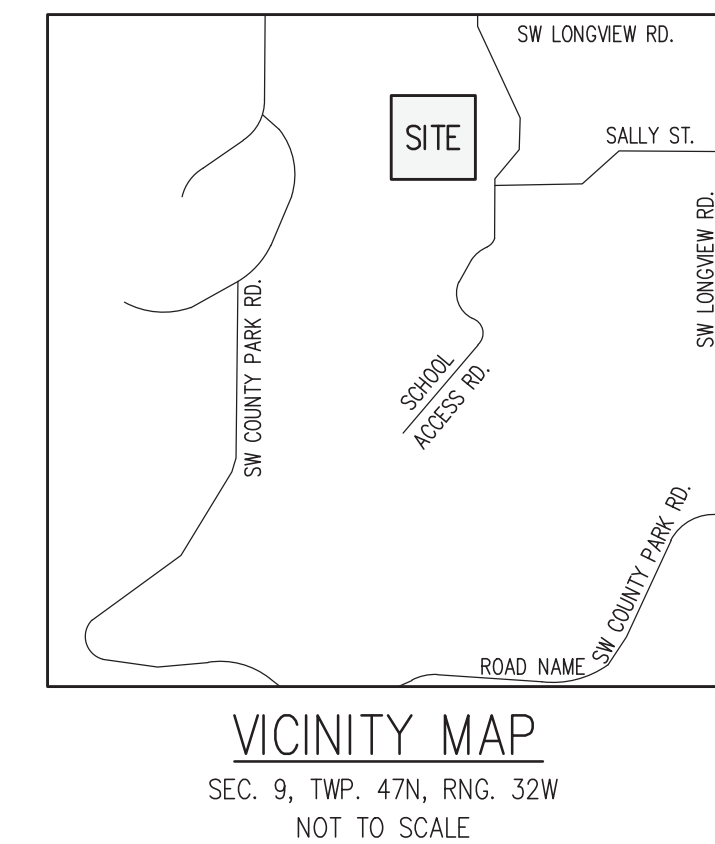 SW LONGVIEW RD.
SITE
SALLY ST.
SW LONGVIEW RD.
SW COUNTY PARK RD.
SCHOOL
ACCESS RD.
SW COUNTY PARK RD.
ROAD NAME
VICINITY MAP
SEC. 9, TWP. 47N, RNG. 32W
NOT TO SCALE